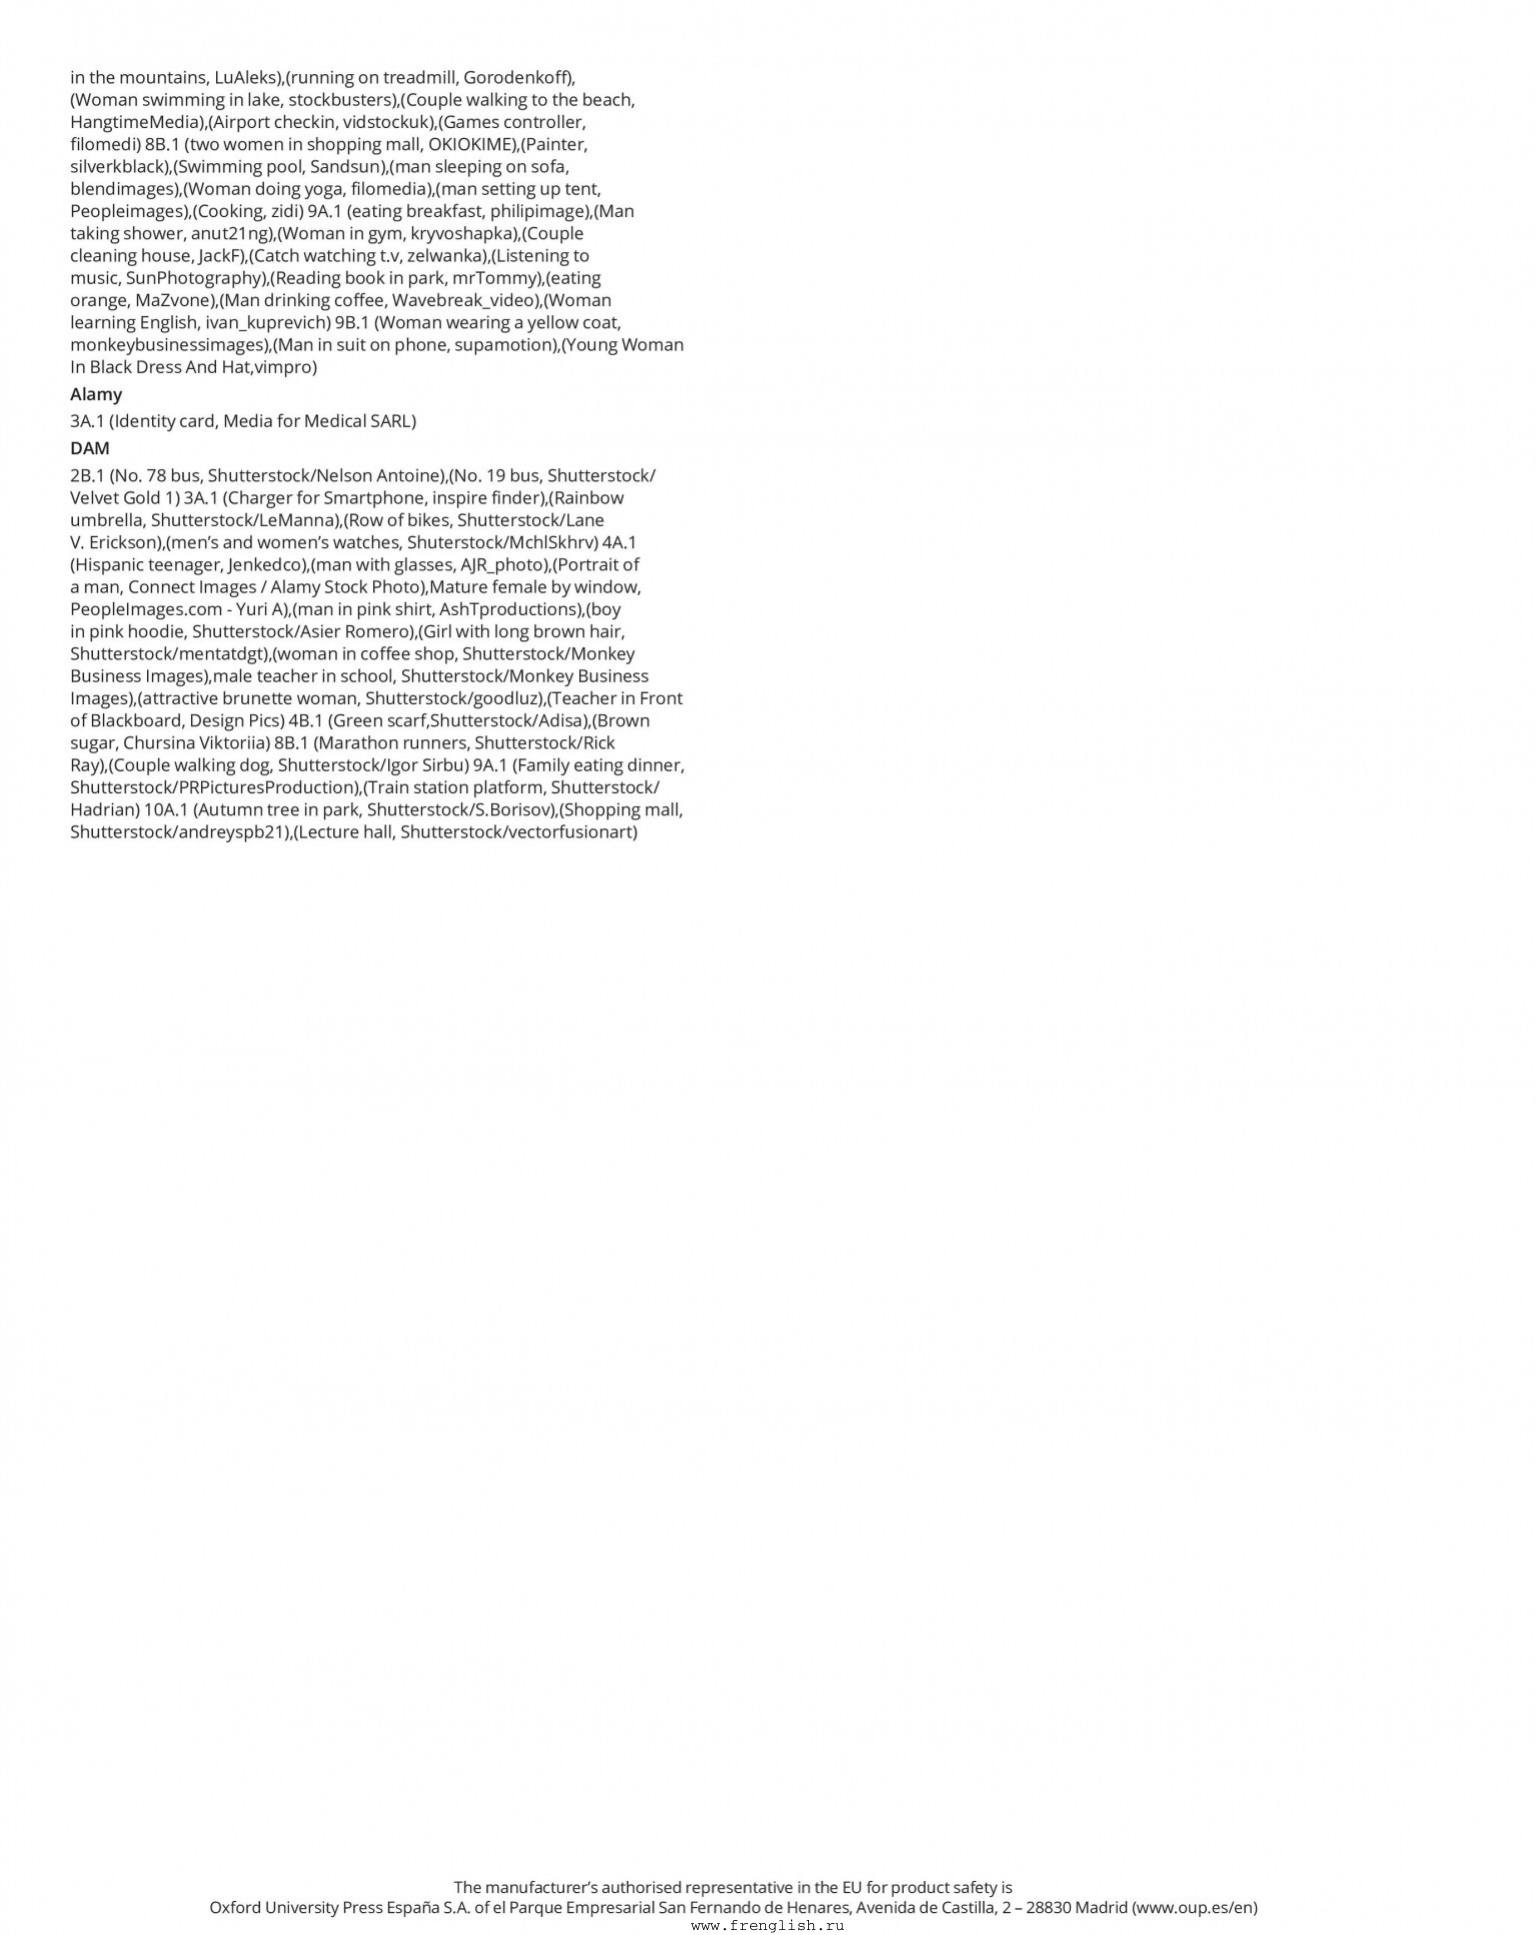 in the mountains, LuAleks),(running on treadmill, Gorodenkoff),
(Woman swimming in lake, stockbusters),(Couple walking to the beach,
HangtimeMedia),(Airport checkin, vidstockuk),(Games controller,
filomedi) 8B.1 (two women in shopping mall, OKIOKIME),(Painter,
silverkblack),(Swimming pool, Sandsun),(man sleeping on sofa,
blendimages),(Woman doing yoga, filomedia),(man setting up tent,
Peopleimages),(Cooking, zidi) 9A.1 (eating breakfast, philipimage),(Man
taking shower, anut21ng),(Woman in gym, kryvoshapka),(Couple
cleaning house, JackF),(Catch watching t.v, zelwanka),(Listening to
music, SunPhotography),(Reading book in park, mrTommy),(eating
orange, MaZvone),(Man drinking coffee, Wavebreak_video),(Woman
learning English, ivan_kuprevich) 9B.1 (Woman wearing a yellow coat,
monkeybusinessimages),(Man in suit on phone, supamotion),(Young Woman
In Black Dress And Hat,vimpro)
Alamy
3A.1 (Identity card, Media for Medical SARL)
DAM
2B.1 (No. 78 bus, Shutterstock/Nelson Antoine),(No. 19 bus, Shutterstock/
Velvet Gold 1) 3A.1 (Charger for Smartphone, inspire finder),(Rainbow
umbrella, Shutterstock/LeManna),(Row of bikes, Shutterstock/Lane
V. Erickson),(men’s and women’s watches, Shuterstock/MchlSkhrv) 4A.1
(Hispanic teenager, Jenkedco),(man with glasses, AJR_photo),(Portrait of
a man, Connect Images / Alamy Stock Photo),Mature female by window,
PeopleImages.com - Yuri A),(man in pink shirt, AshTproductions),(boy
in pink hoodie, Shutterstock/Asier Romero),(Girl with long brown hair,
Shutterstock/mentatdgt),(woman in coffee shop, Shutterstock/Monkey
Business Images),male teacher in school, Shutterstock/Monkey Business
Images),(attractive brunette woman, Shutterstock/goodluz),(Teacher in Front
of Blackboard, Design Pics) 4B.1 (Green scarf,Shutterstock/Adisa),(Brown
sugar, Chursina Viktoriia) 8B.1 (Marathon runners, Shutterstock/Rick
Ray),(Couple walking dog, Shutterstock/Igor Sirbu) 9A.1 (Family eating dinner,
Shutterstock/PRPicturesProduction),(Train station platform, Shutterstock/
Hadrian) 10A.1 (Autumn tree in park, Shutterstock/S.Borisov),(Shopping mall,
Shutterstock/andreyspb21),(Lecture hall, Shutterstock/vectorfusionart)
The manufacturer’s authorised representative in the EU for product safety is
Oxford University Press España S.A. of el Parque Empresarial San Fernando de Henares, Avenida de Castilla, 2 – 28830 Madrid (www.oup.es/en)
www.frenglish.ru